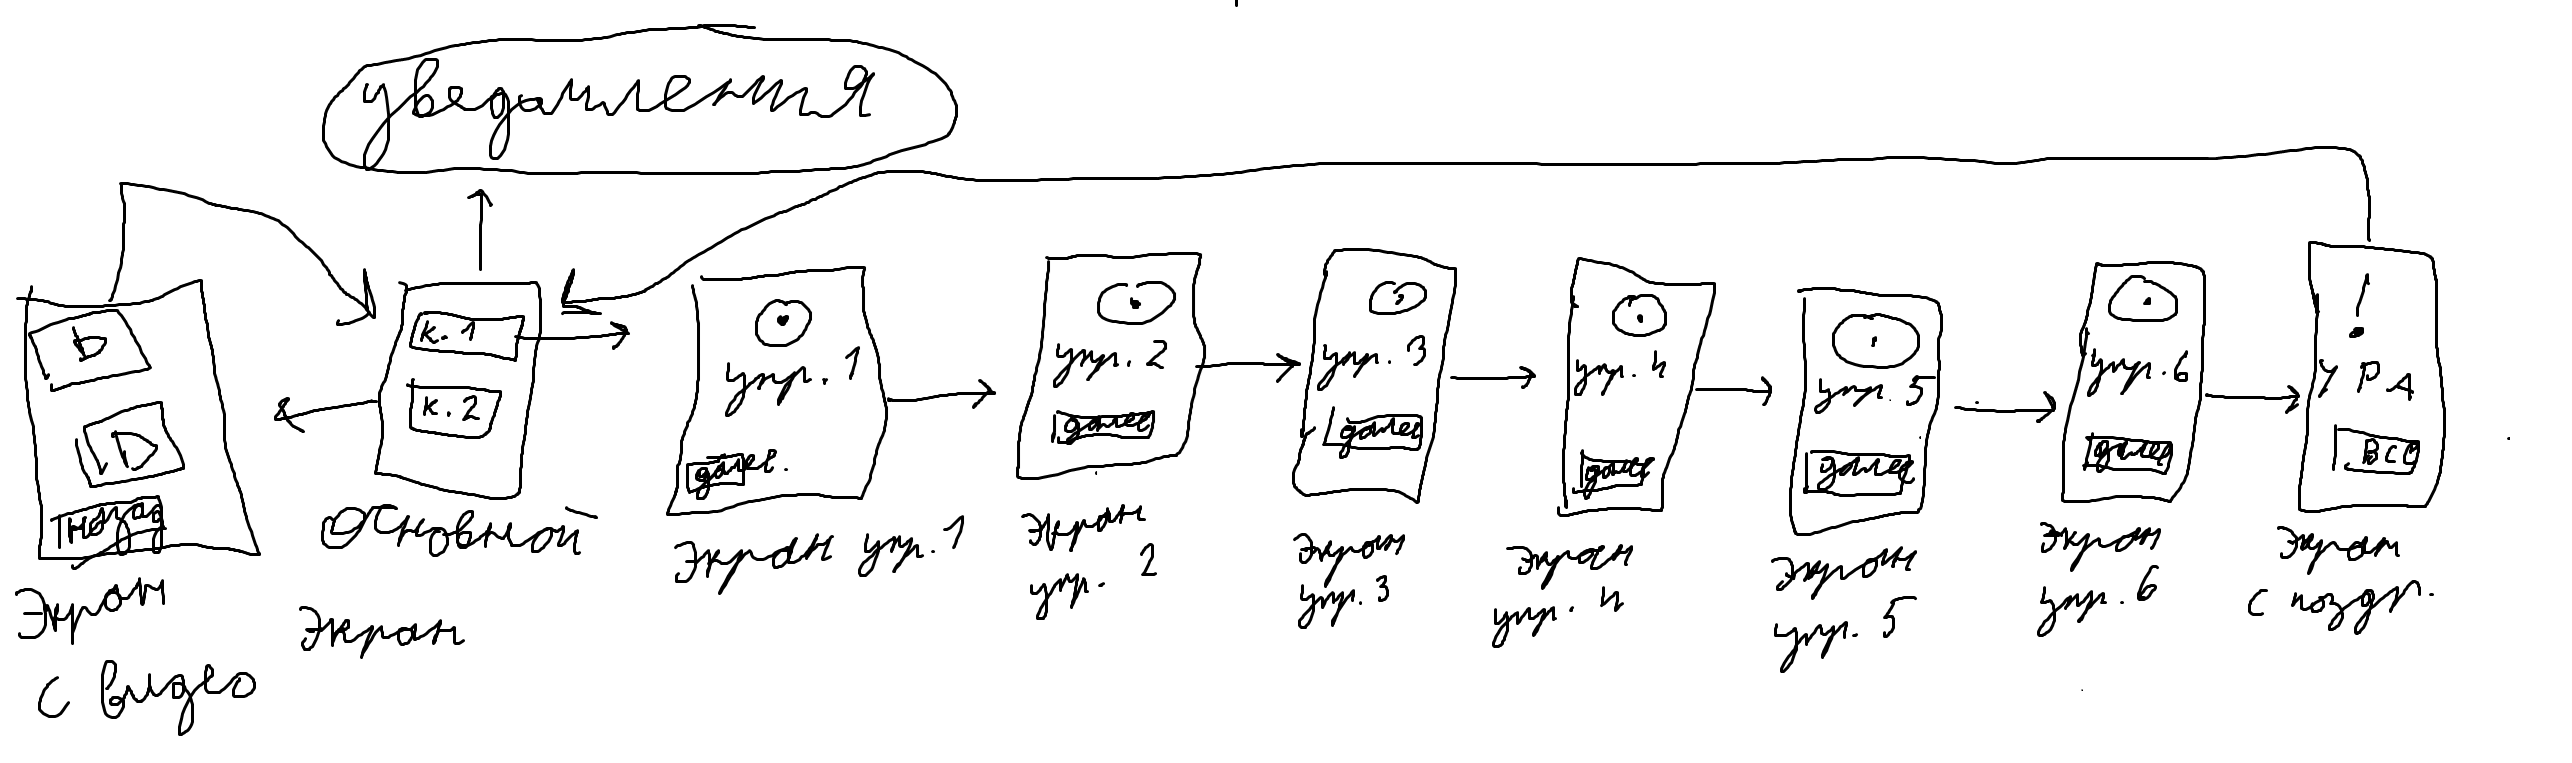 уведомления
к. 1
к. 2
назад
упр. 1
далее.
упр. 2
далее
упр. 3
далее
упр. 4
далее
упр. 5
далее
упр. 6
далее
!
УРА
ВСЕ
Экран
с видео
Основной
Экран
Экран упр. 1
Экран
упр. 2
Экран
упр. 3
Экран
упр. 4
Экран
упр. 5
Экран
упр. 6
Экран
с поздр.